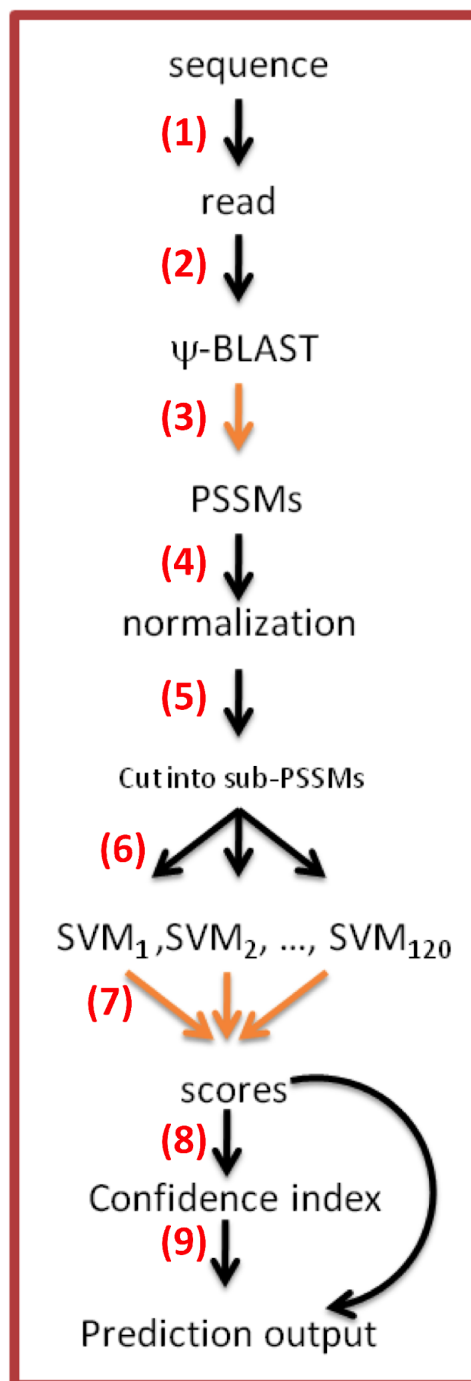 sequence
(1)
read
(2)
ψ-BLAST
(3)
PSSMs
(4)
normalization
(5)
Cut into sub-PSSMs
(6)
SVM₁ ,SVM₂, ..., SVM₁₂₀
(7)
scores
(8)
Confidence index
(9)
Prediction output